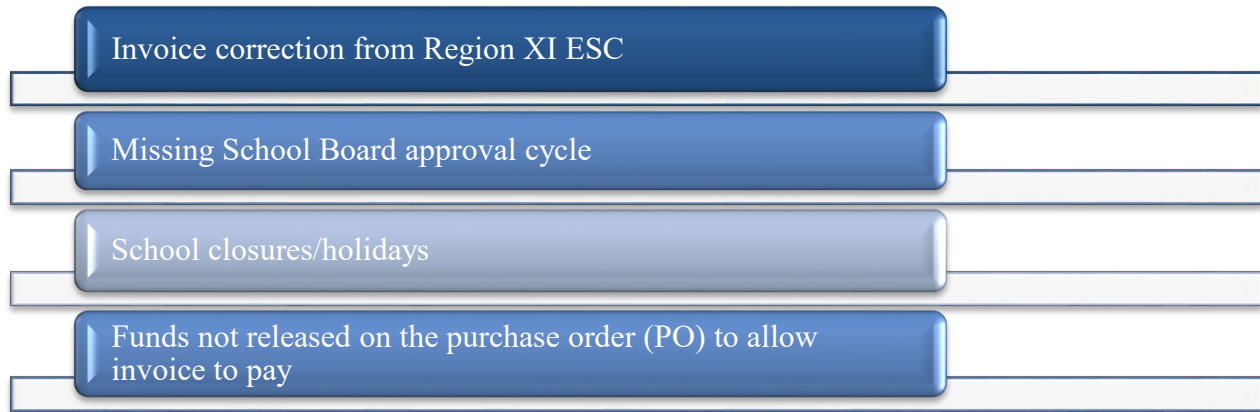 Invoice correction from Region XI ESC
Missing School Board approval cycle
School closures/holidays
Funds not released on the purchase order (PO) to allow
invoice to pay